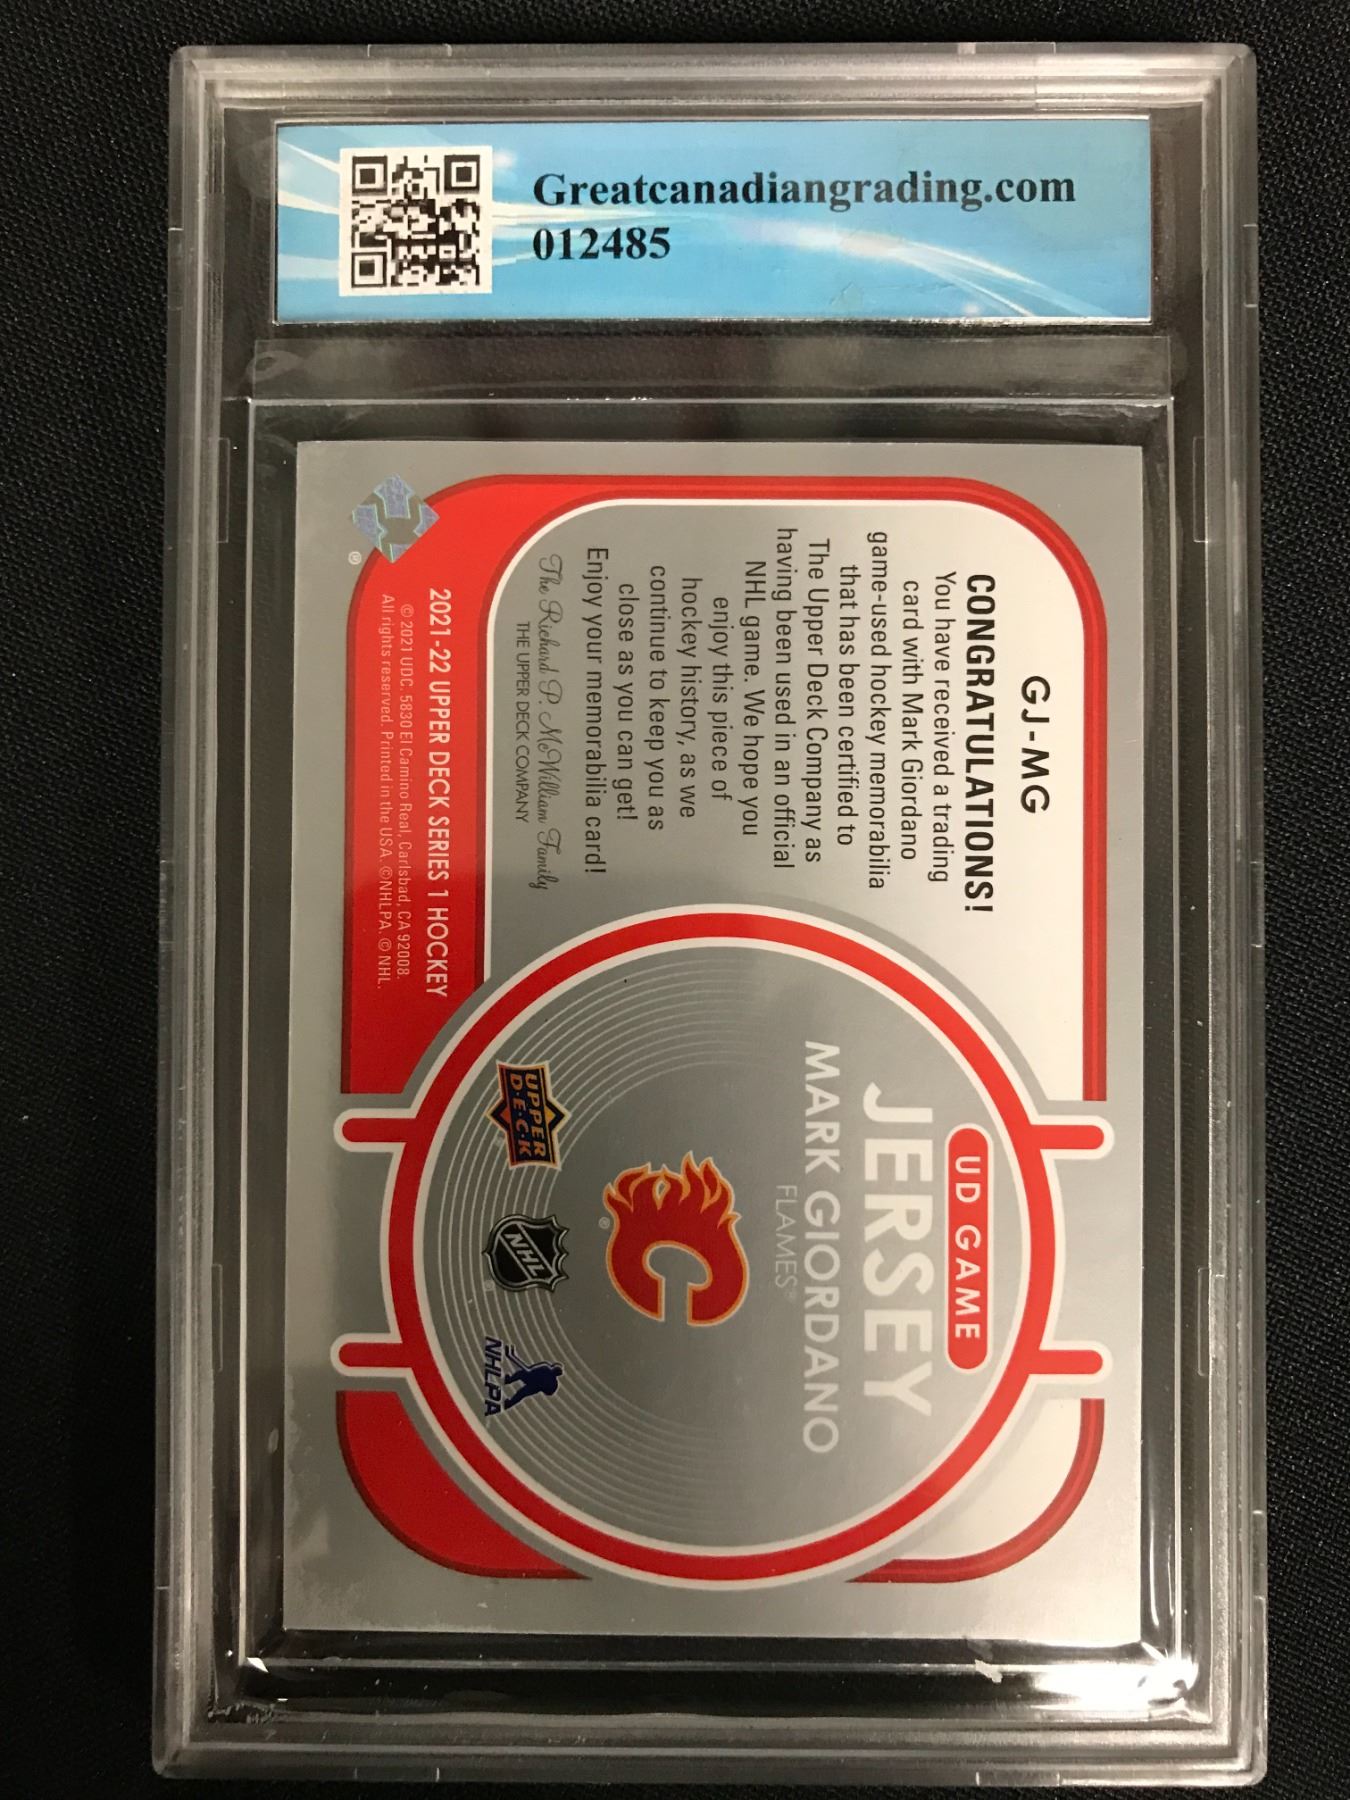 Greatcanadiangrading.com
012485
GJ-MG
CONGRATULATIONS!
You have received a trading
card with Mark Giordano
game-used hockey memorabilia
that has been certified to
The Upper Deck Company as
having been used in an official
NHL game. We hope you
enjoy this piece of
hockey history, as we
continue to keep you as
close as you can get!
Enjoy your memorabilia card!
The Richard P. McWilliam Family
THE UPPER DECK COMPANY
UD GAME
JERSEY
MARK GIORDANO
FLAMES®
C
®
UPPER
D·E·C·K
NHL
NHLPA
®
2021-22 UPPER DECK SERIES 1 HOCKEY
© 2021 UDC. 5830 El Camino Real, Carlsbad, CA 92008.
All rights reserved. Printed in the USA. ©NHLPA. © NHL.